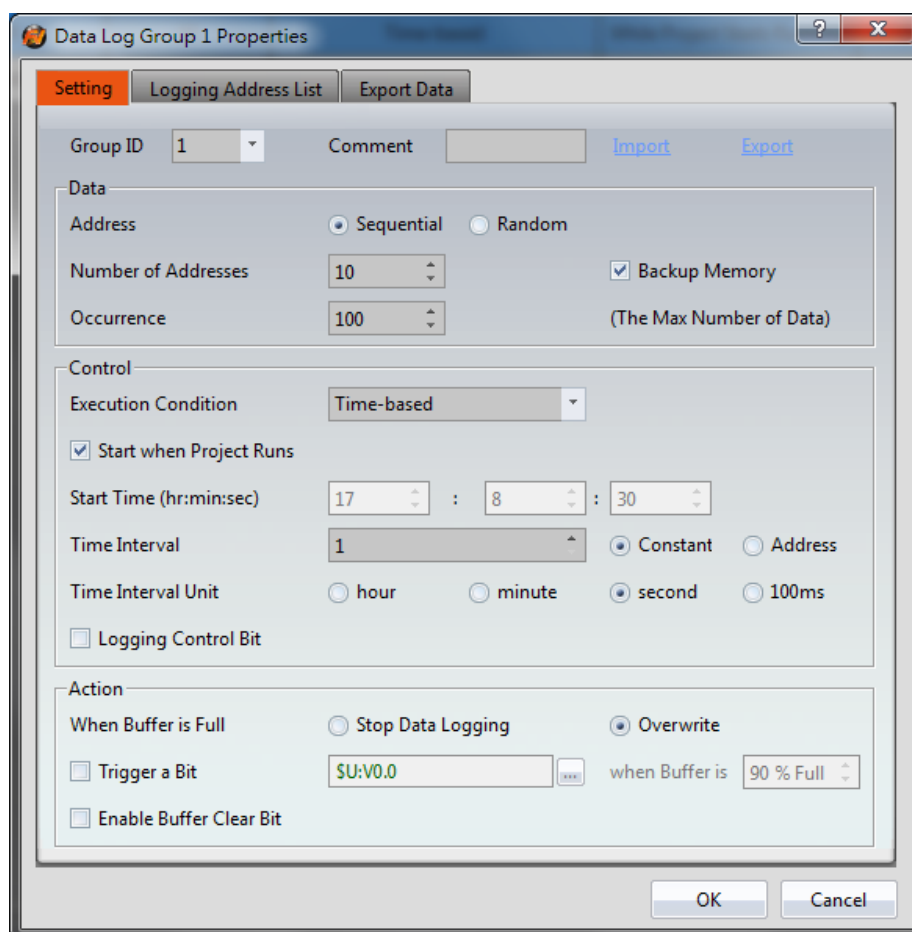 Data Log Group 1 Properties
Setting Logging Address List Export Data
Group ID 1 Comment Import Export
Data
Address Sequential Random
Number of Addresses 10 Backup Memory
Occurrence 100 (The Max Number of Data)
Control
Execution Condition Time-based
Start when Project Runs
Start Time (hr:min:sec) 17 : 8 : 30
Time Interval 1 Constant Address
Time Interval Unit hour minute second 100ms
Logging Control Bit
Action
When Buffer is Full Stop Data Logging Overwrite
Trigger a Bit $U:V0.0 ... when Buffer is 90 % Full
Enable Buffer Clear Bit
OK Cancel